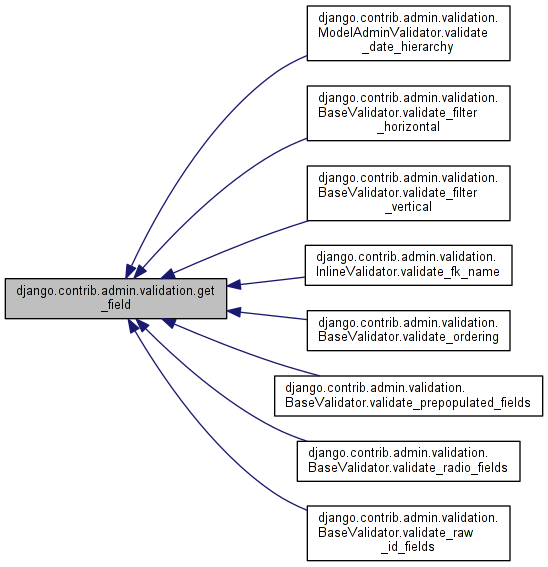 django.contrib.admin.validation.
ModelAdminValidator.validate
_date_hierarchy
django.contrib.admin.validation.
BaseValidator.validate_filter
_horizontal
django.contrib.admin.validation.
BaseValidator.validate_filter
_vertical
django.contrib.admin.validation.
InlineValidator.validate_fk_name
django.contrib.admin.validation.get
_field
django.contrib.admin.validation.
BaseValidator.validate_ordering
django.contrib.admin.validation.
BaseValidator.validate_prepopulated_fields
django.contrib.admin.validation.
BaseValidator.validate_radio_fields
django.contrib.admin.validation.
BaseValidator.validate_raw
_id_fields